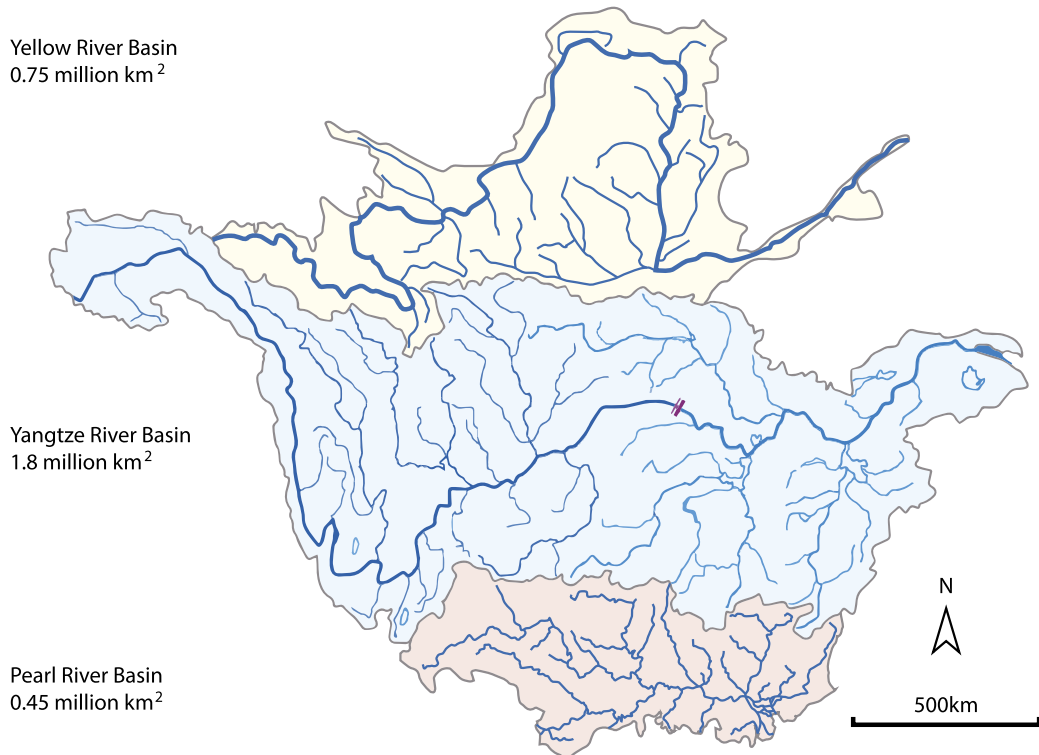 Yellow River Basin
0.75 million km²
Yangtze River Basin
1.8 million km²
Pearl River Basin
0.45 million km²
N
500km